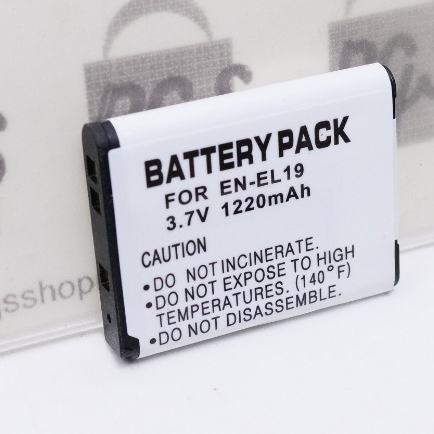 BATTERY PACK
FOR EN-EL19
3.7V 1220mAh
CAUTION
•DO NOT INCINERATE.
•DO NOT EXPOSE TO HIGH
TEMPERATURES. (140°F)
•DO NOT DISASSEMBLE.